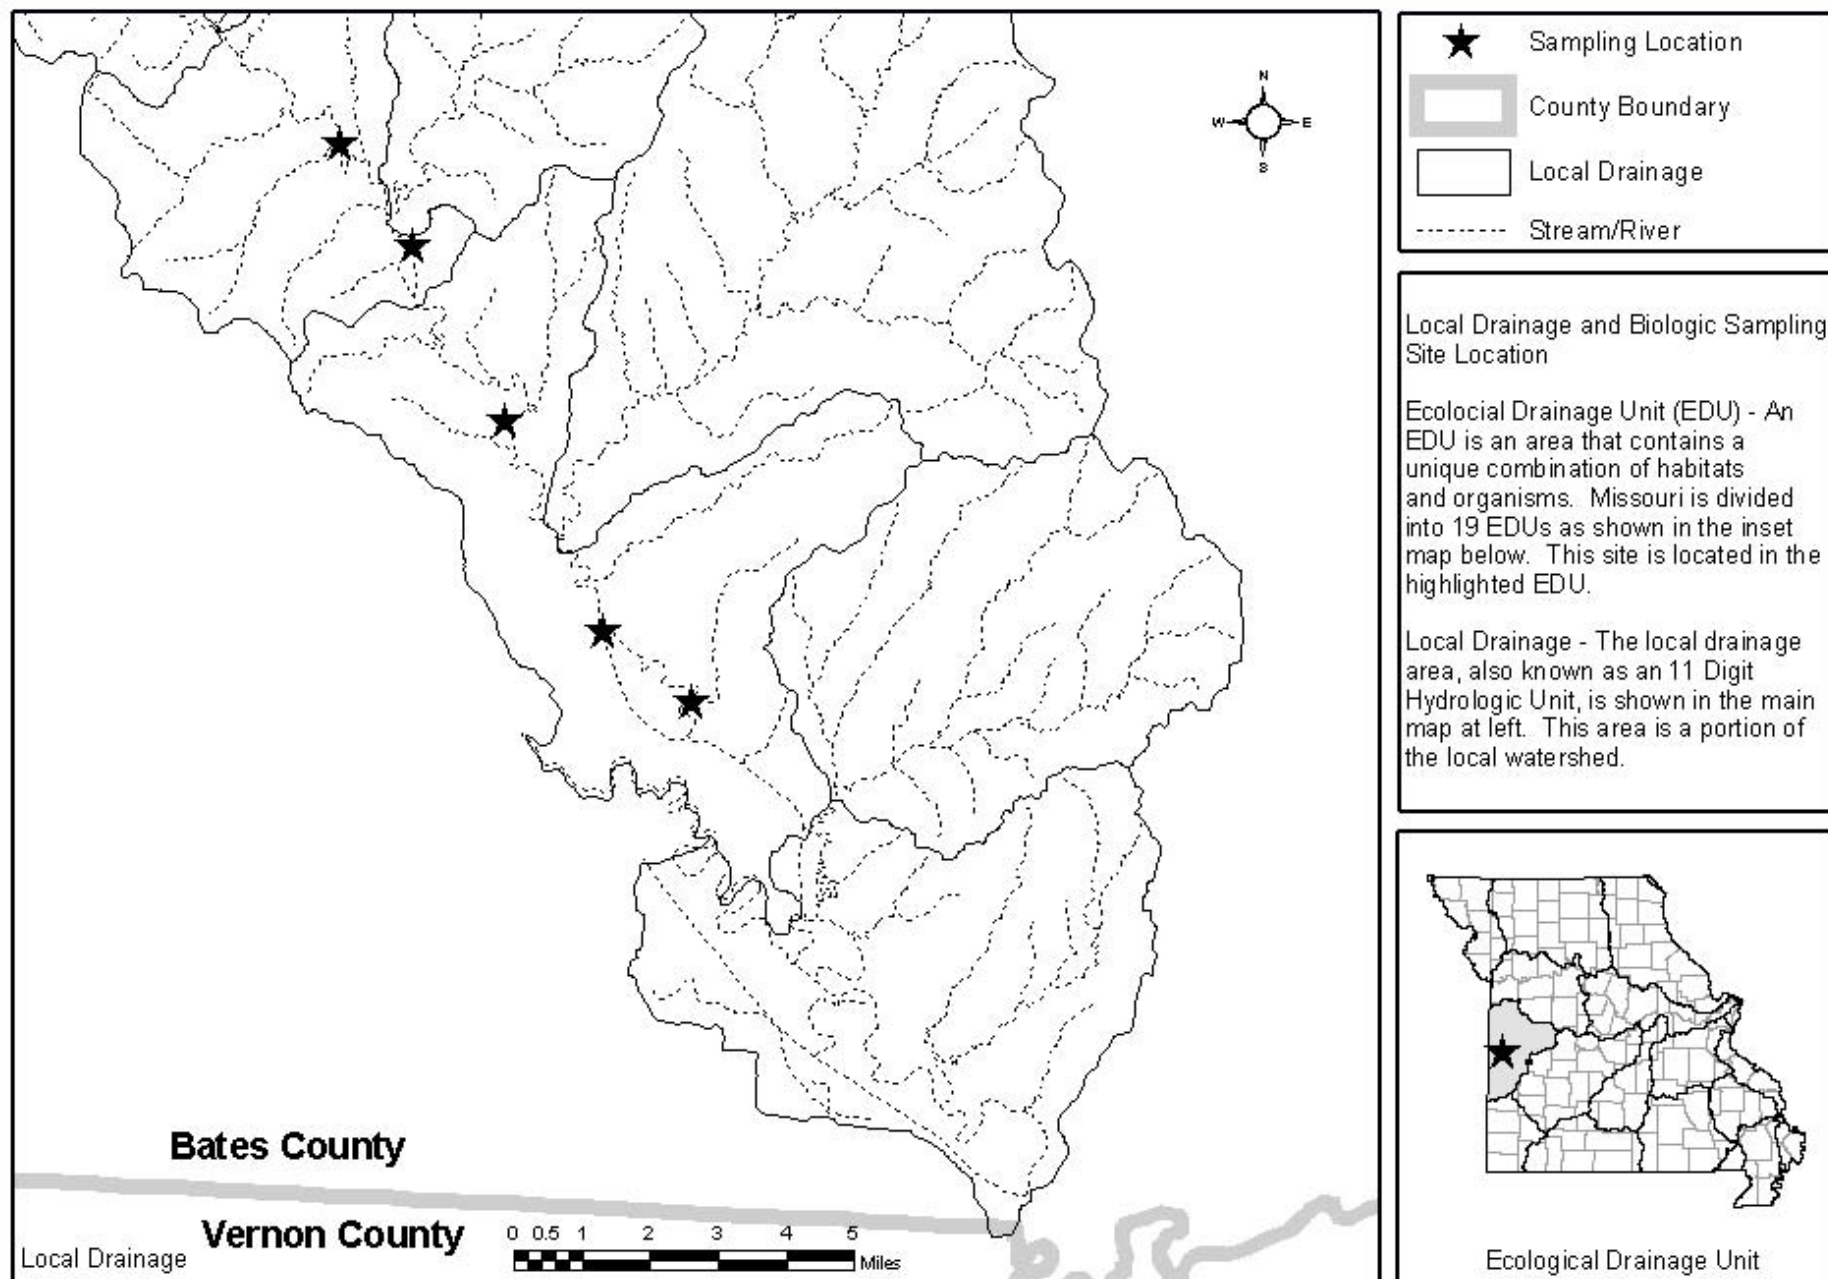 N
W
E
S
Bates County
Vernon County
Local Drainage
0 0.5 1 2 3 4 5
Miles
Sampling Location
County Boundary
Local Drainage
Stream/River
Local Drainage and Biologic Sampling
Site Location
Ecolocial Drainage Unit (EDU) - An
EDU is an area that contains a
unique combination of habitats
and organisms. Missouri is divided
into 19 EDUs as shown in the inset
map below. This site is located in the
highlighted EDU.
Local Drainage - The local drainage
area, also known as an 11 Digit
Hydrologic Unit, is shown in the main
map at left. This area is a portion of
the local watershed.
Ecological Drainage Unit